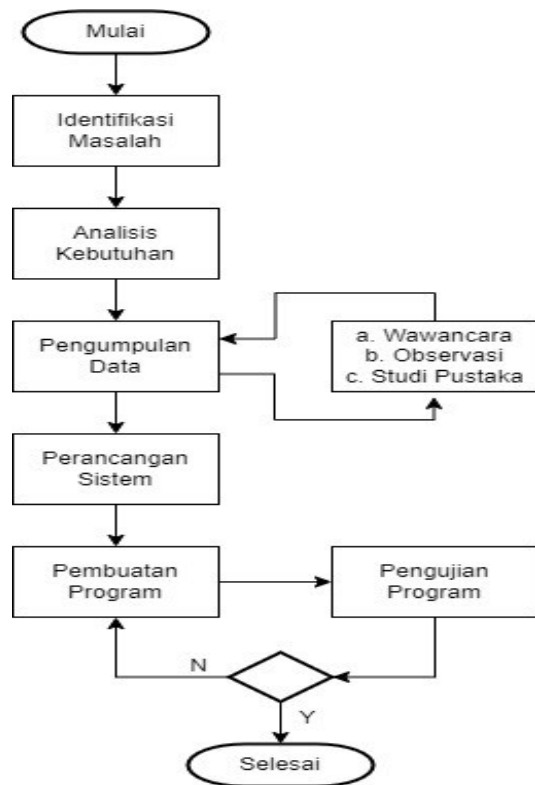 Mulai
Identifikasi
Masalah
Analisis
Kebutuhan
Pengumpulan
Data
a. Wawancara
b. Observasi
c. Studi Pustaka
Perancangan
Sistem
Pembuatan
Program
Pengujian
Program
N
Y
Selesai